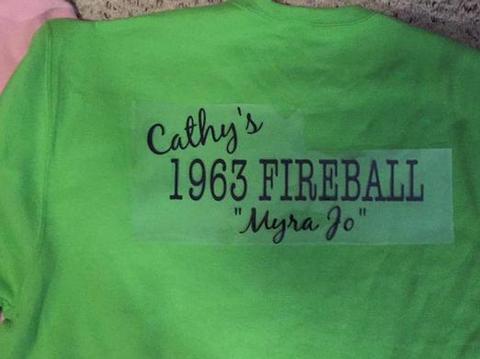 Cathy's
1963 FIREBALL
"Myra Jo"